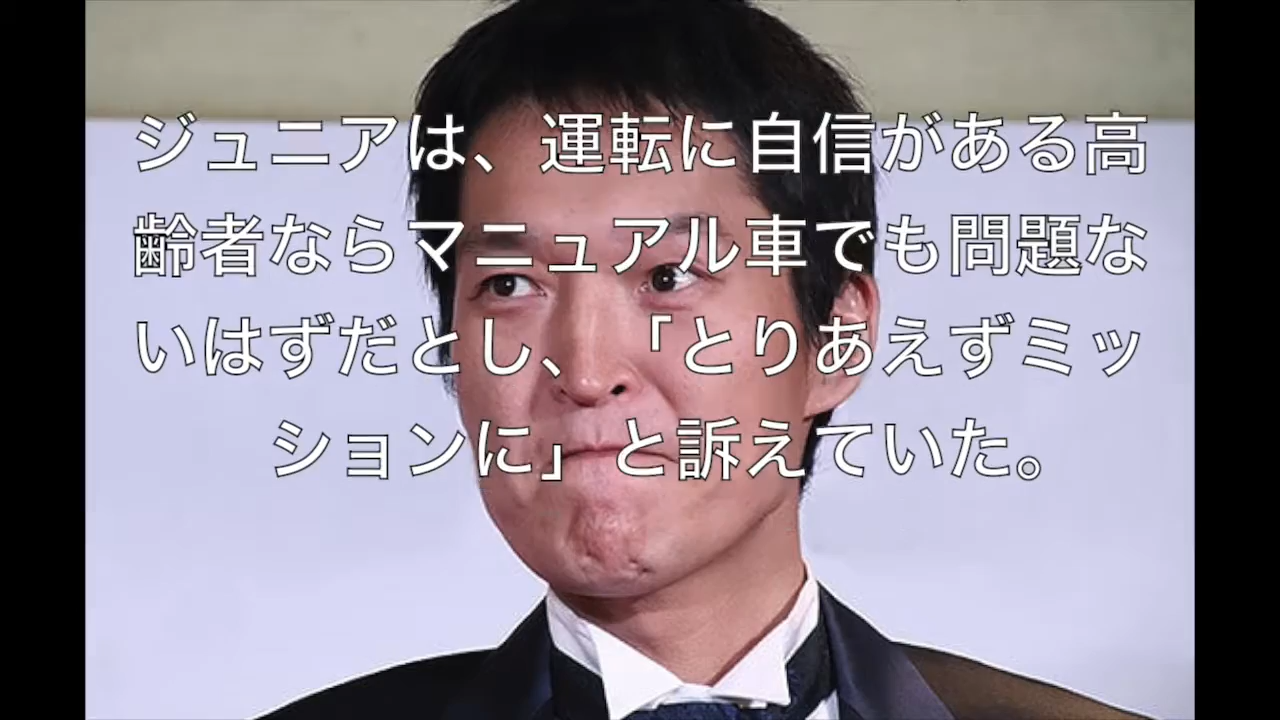 ジュニアは、運転に自信がある高
齢者ならマニュアル車でも問題な
いはずだとし、「とりあえずミッ
ションに」と訴えていた。